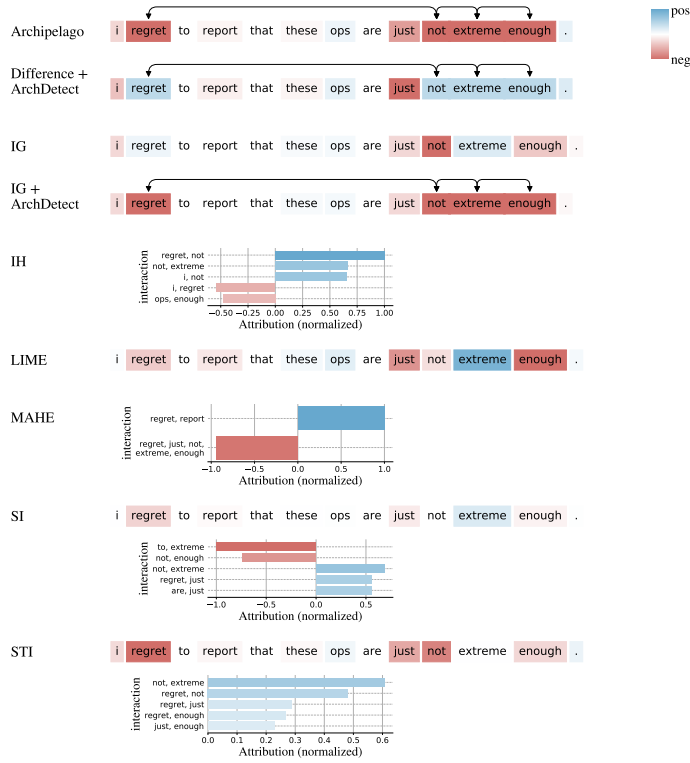 pos
neg
Archipelago
i regret to report that these ops are just not extreme enough .
Difference +
ArchDetect
i regret to report that these ops are just not extreme enough .
IG
i regret to report that these ops are just not extreme enough .
IG +
ArchDetect
i regret to report that these ops are just not extreme enough .
IH
interaction
regret, not
not, extreme
i, not
i, regret
ops, enough
−0.50 −0.25 0.00 0.25 0.50 0.75 1.00
Attribution (normalized)
LIME
i regret to report that these ops are just not extreme enough .
MAHE
interaction
regret, report
regret, just, not,
extreme, enough
−1.0 −0.5 0.0 0.5 1.0
Attribution (normalized)
SI
i regret to report that these ops are just not extreme enough .
interaction
to, extreme
not, enough
not, extreme
regret, just
are, just
−1.0 −0.5 0.0 0.5
Attribution (normalized)
STI
i regret to report that these ops are just not extreme enough .
interaction
not, extreme
regret, not
regret, just
regret, enough
just, enough
0.0 0.1 0.2 0.3 0.4 0.5 0.6
Attribution (normalized)